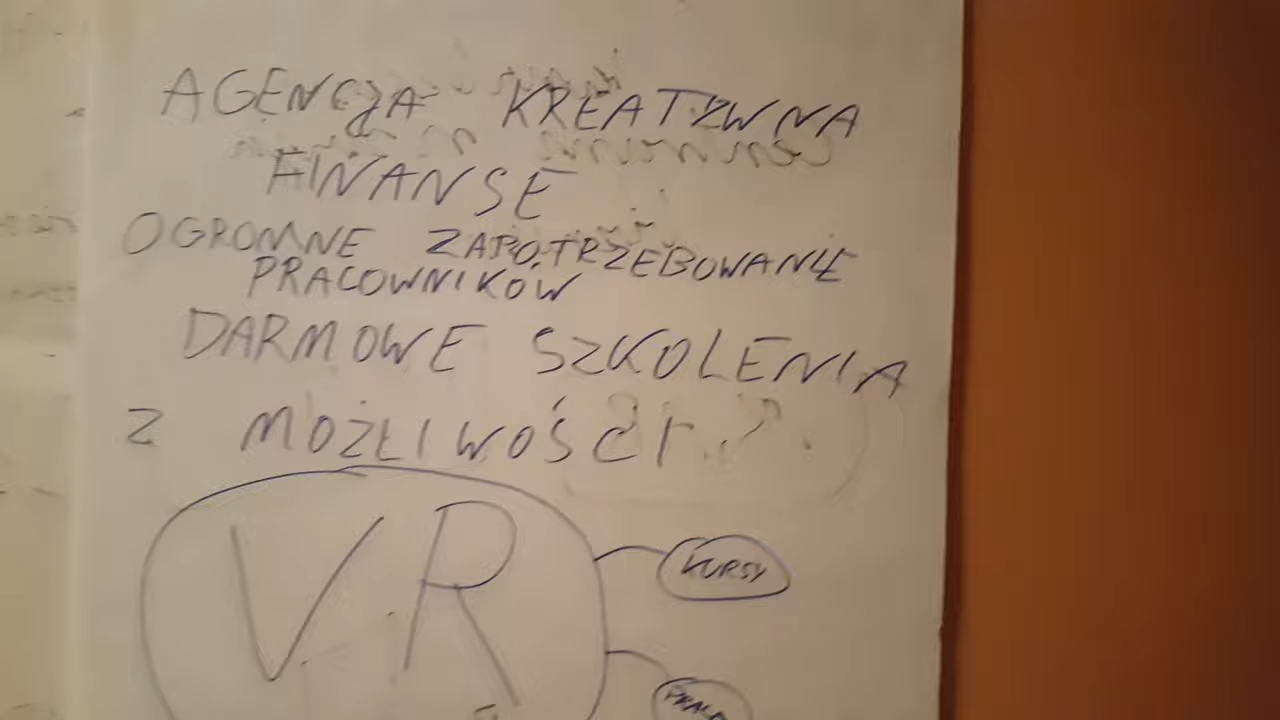 AGENCJA KREATYWNA
FINANSE
OGROMNE ZAPOTRZEBOWANIE
PRACOWNIKÓW
DARMOWE SZKOLENIA
Z MOŻLIWOŚCI
VR
KURSY